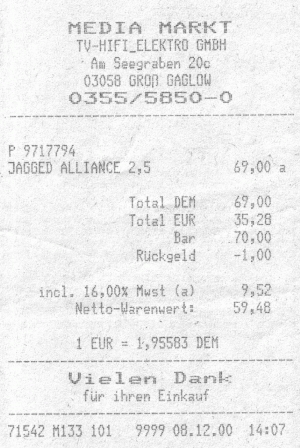 MEDIA MARKT
TV-HIFI_ELEKTRO GMBH
Am Seegraben 20c
03058 GROß GAGLOW
0355/5850-0
P 9717794
JAGGED ALLIANCE 2,5 69,00 a
Total DEM 69,00
Total EUR 35,28
Bar 70,00
Rückgeld -1,00
incl. 16,00% Mwst (a) 9,52
Netto-Warenwert: 59,48
1 EUR = 1,95583 DEM
Vielen Dank
für ihren Einkauf
71542 M133 101 9999 08.12.00 14:07